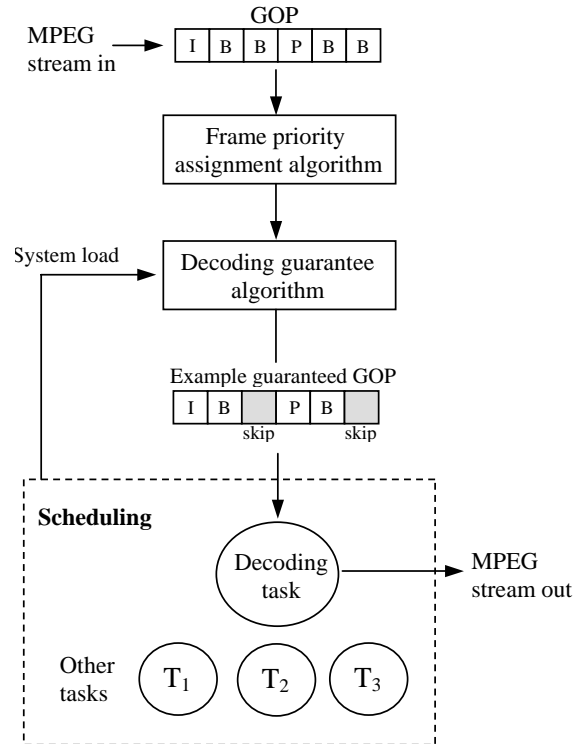 GOP
MPEG
stream in
I B B P B B
Frame priority
assignment algorithm
System load
Decoding guarantee
algorithm
Example guaranteed GOP
I B P B
skip skip
Scheduling
Decoding
task
MPEG
stream out
Other
tasks
T1 T2 T3